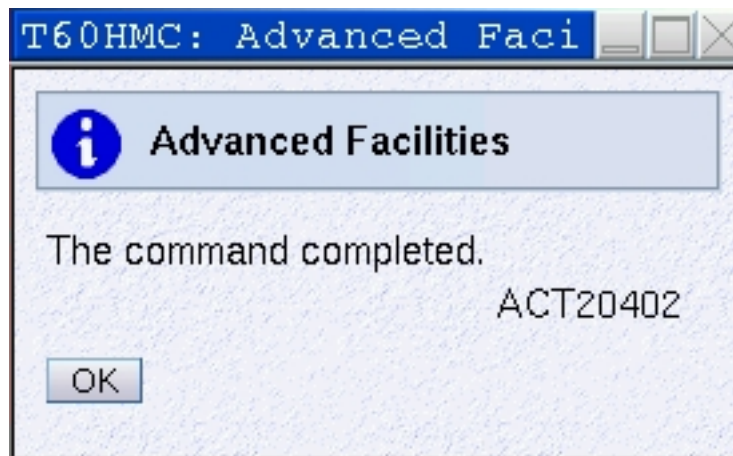 T60HMC: Advanced Faci
Advanced Facilities
The command completed.
ACT20402
OK